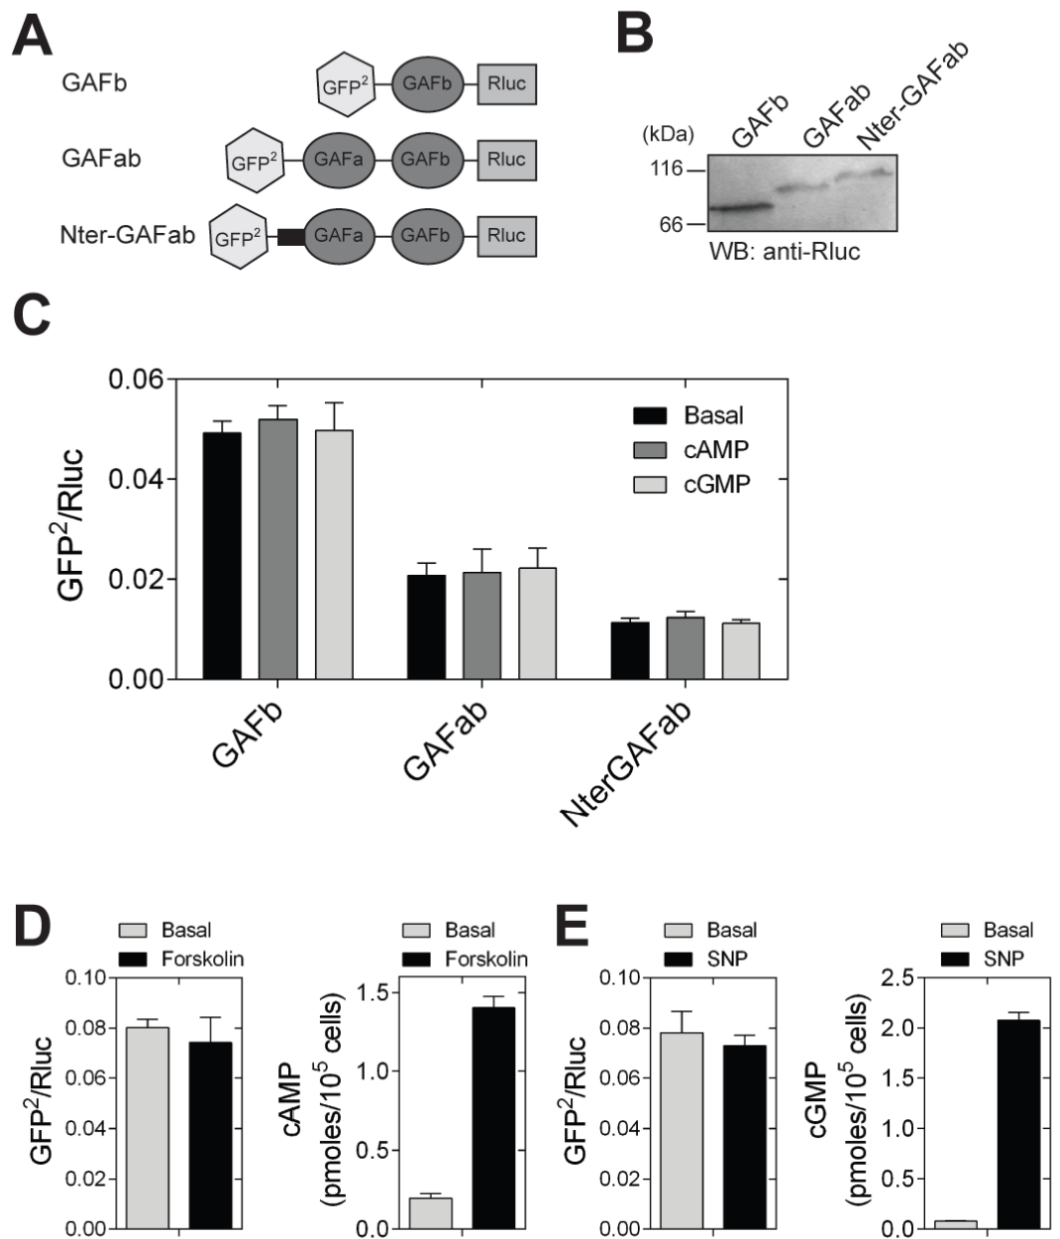 A
GAFb
GFP² GAFb Rluc
GAFab
GFP² GAFa GAFb Rluc
Nter-GAFab
GFP² GAFa GAFb Rluc
B
(kDa)
GAFb
GAFab
Nter-GAFab
116
66
WB: anti-Rluc
C
GFP²/Rluc
0.06
0.04
0.02
0.00
Basal
cAMP
cGMP
GAFb
GAFab
NterGAFab
D
Basal
Forskolin
GFP²/Rluc
0.10
0.08
0.06
0.04
0.02
0.00
Basal
Forskolin
cAMP
(pmoles/10⁵ cells)
1.5
1.0
0.5
0.0
E
Basal
SNP
GFP²/Rluc
0.10
0.08
0.06
0.04
0.02
0.00
Basal
SNP
cGMP
(pmoles/10⁵ cells)
2.5
2.0
1.5
1.0
0.5
0.0